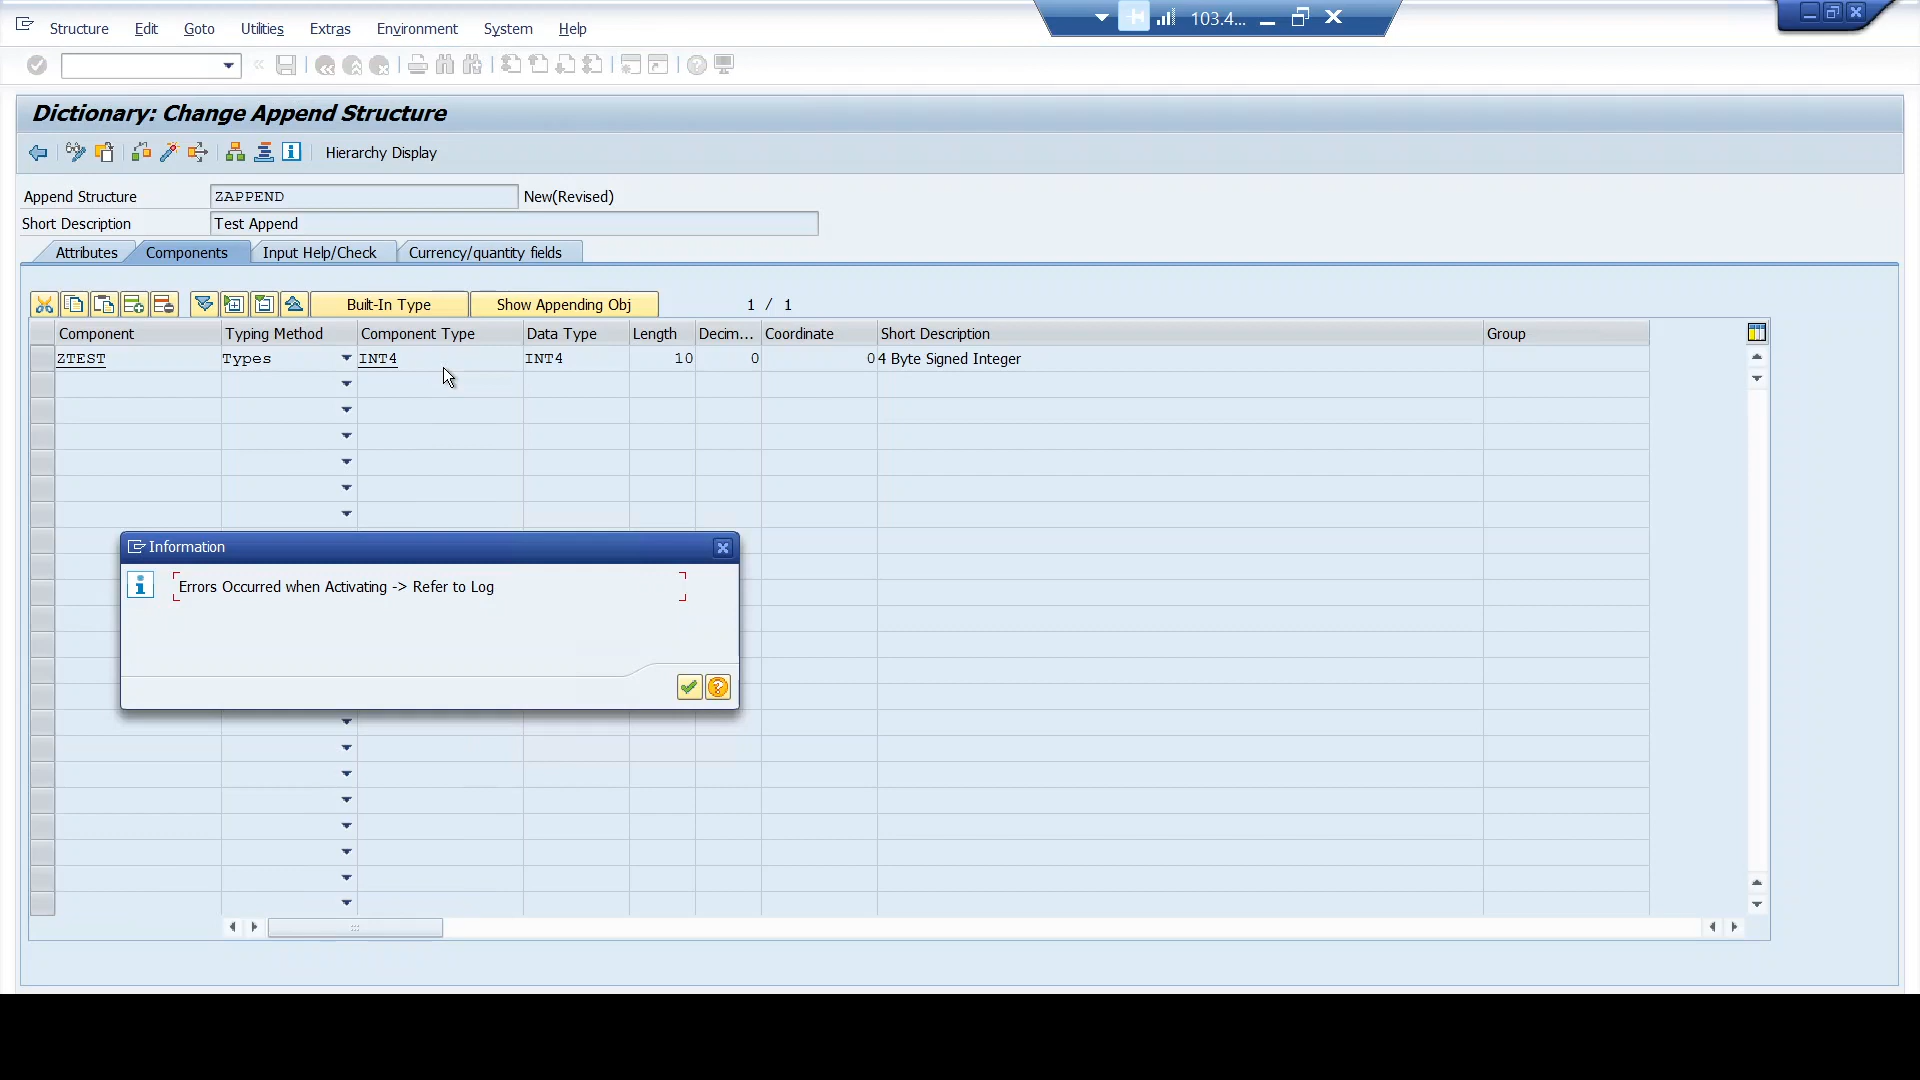 Structure Edit Goto Utilities Extras Environment System Help
103.4...
Dictionary: Change Append Structure
Hierarchy Display
Append Structure ZAPPEND New(Revised)
Short Description Test Append
Attributes Components Input Help/Check Currency/quantity fields
Built-In Type Show Appending Obj 1 / 1
Component Typing Method Component Type Data Type Length Decim... Coordinate Short Description Group
ZTEST Types INT4 INT4 10 0 0 4 Byte Signed Integer
Information
Errors Occurred when Activating -> Refer to Log